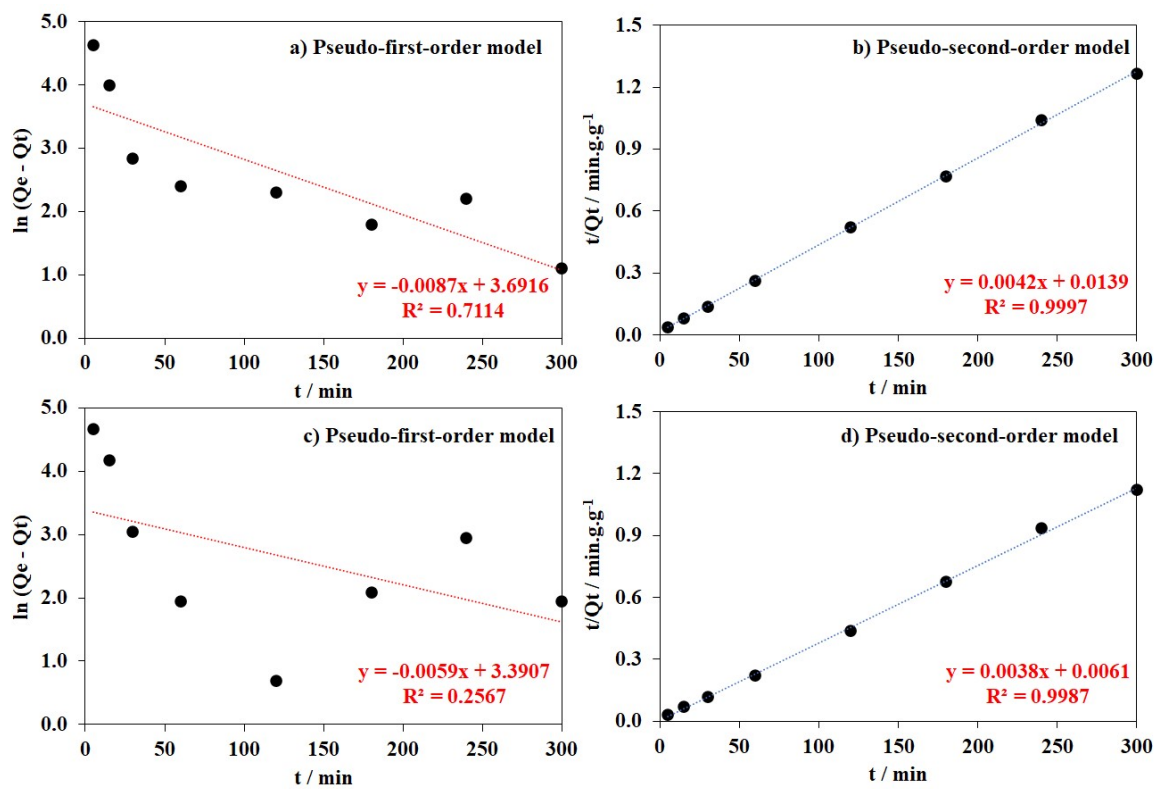 a) Pseudo-first-order model
ln (Qe - Qt)
5.0
4.0
3.0
2.0
1.0
0.0
y = -0.0087x + 3.6916
R² = 0.7114
0 50 100 150 200 250 300
t / min
b) Pseudo-second-order model
t/Qt / min.g.g⁻¹
1.5
1.2
0.9
0.6
0.3
0.0
y = 0.0042x + 0.0139
R² = 0.9997
0 50 100 150 200 250 300
t / min
c) Pseudo-first-order model
ln (Qe - Qt)
5.0
4.0
3.0
2.0
1.0
0.0
y = -0.0059x + 3.3907
R² = 0.2567
0 50 100 150 200 250 300
t / min
d) Pseudo-second-order model
t/Qt / min.g.g⁻¹
1.5
1.2
0.9
0.6
0.3
0.0
y = 0.0038x + 0.0061
R² = 0.9987
0 50 100 150 200 250 300
t / min